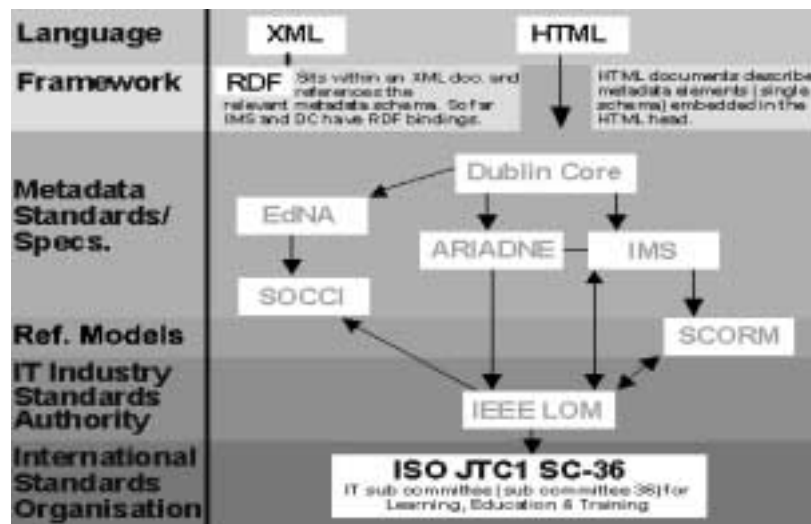 Language
XML
HTML
Framework
RDF
Sits within an XML doc. and
references the
relevant metadata schema. So far
IMS and DC have RDF bindings.
HTML documents describe
metadata elements (single
schema) embedded in the
HTML head.
Metadata
Standards/
Specs.
Dublin Core
EdNA
ARIADNE
IMS
SOCCI
Ref. Models
SCORM
IT Industry
Standards
Authority
IEEE LOM
International
Standards
Organisation
ISO JTC1 SC-36
IT sub committee (sub committee 36) for
Learning, Education & Training